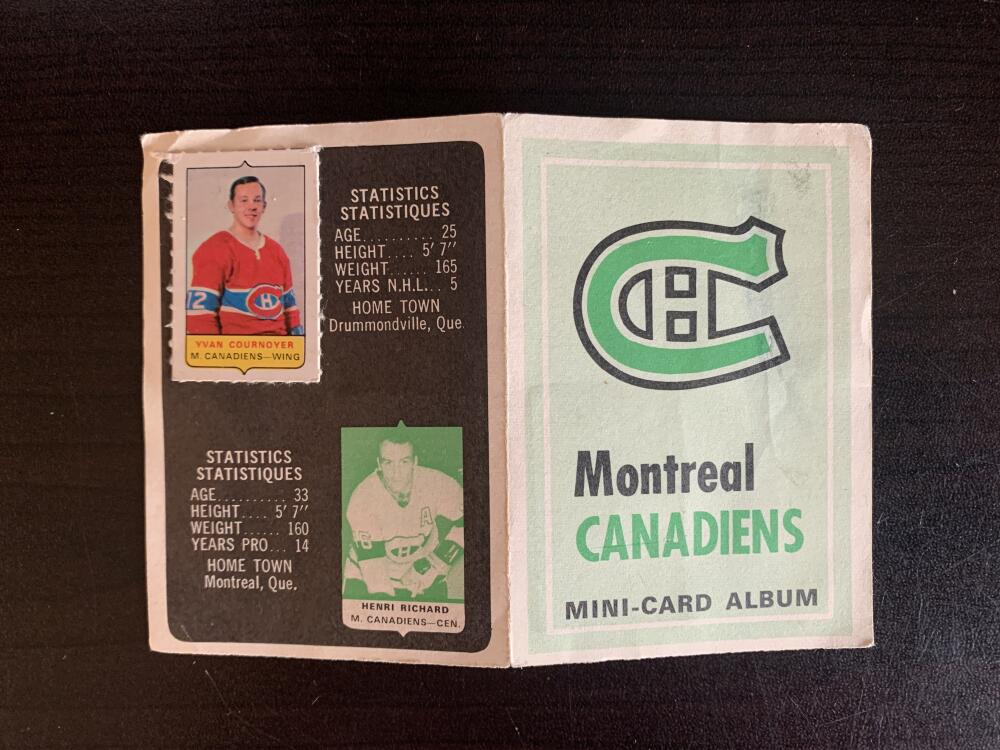 12
YVAN COURNOYER
M. CANADIENS—WING
STATISTICS
STATISTIQUES
AGE.......... 25
HEIGHT.... 5' 7"
WEIGHT...... 165
YEARS N.H.L... 5
HOME TOWN
Drummondville, Que.
STATISTICS
STATISTIQUES
AGE.......... 33
HEIGHT.... 5' 7"
WEIGHT...... 160
YEARS PRO... 14
HOME TOWN
Montreal, Que.
A
16
HENRI RICHARD
M. CANADIENS—CEN.
CH
Montreal
CANADIENS
MINI-CARD ALBUM